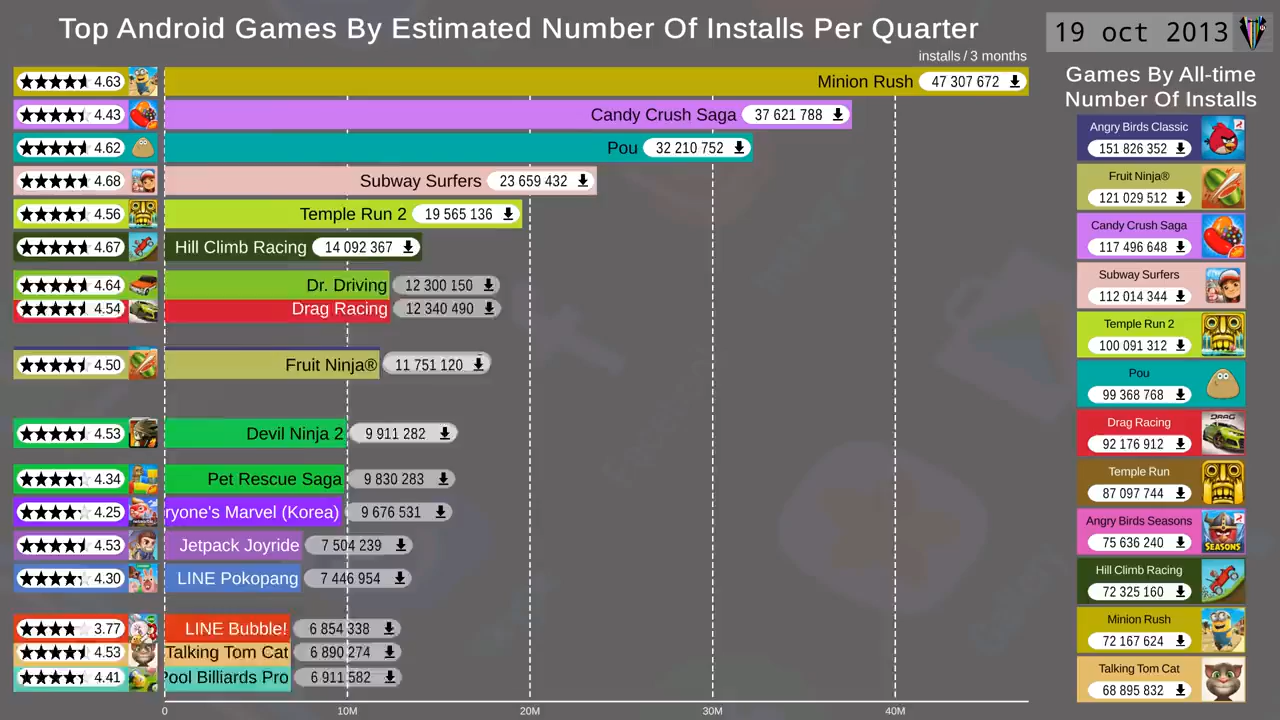 Top Android Games By Estimated Number Of Installs Per Quarter
19 oct 2013
installs / 3 months
4.63 Minion Rush 47 307 672
4.43 Candy Crush Saga 37 621 788
4.62 Pou 32 210 752
4.68 Subway Surfers 23 659 432
4.56 Temple Run 2 19 565 136
4.67 Hill Climb Racing 14 092 367
4.64 Dr. Driving 12 300 150
4.54 Drag Racing 12 340 490
4.50 Fruit Ninja® 11 751 120
4.53 Devil Ninja 2 9 911 282
4.34 Pet Rescue Saga 9 830 283
4.25 ryone's Marvel (Korea) 9 676 531
4.53 Jetpack Joyride 7 504 239
4.30 LINE Pokopang 7 446 954
3.77 LINE Bubble! 6 854 338
4.53 Talking Tom Cat 6 890 274
4.41 Pool Billiards Pro 6 911 582
0 10M 20M 30M 40M
Games By All-time
Number Of Installs
Angry Birds Classic
151 826 352
Fruit Ninja®
121 029 512
Candy Crush Saga
117 496 648
Subway Surfers
112 014 344
Temple Run 2
100 091 312
Pou
99 368 768
Drag Racing
92 176 912
DRAG
Temple Run
87 097 744
Angry Birds Seasons
75 636 240
SEASONS
Hill Climb Racing
72 325 160
Minion Rush
72 167 624
Talking Tom Cat
68 895 832